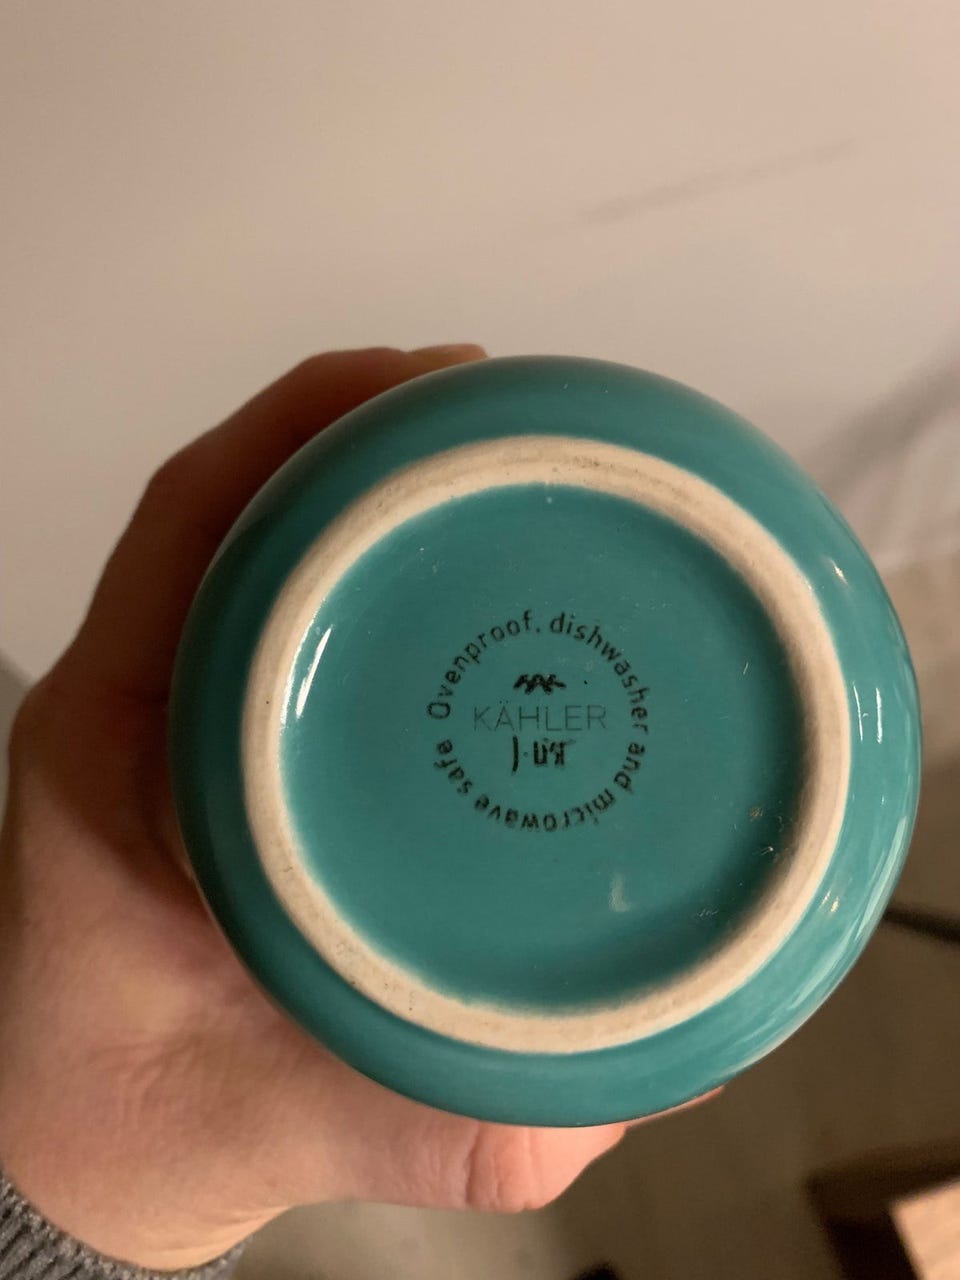 Ovenproof. dishwasher and microwave safe
KÄHLER